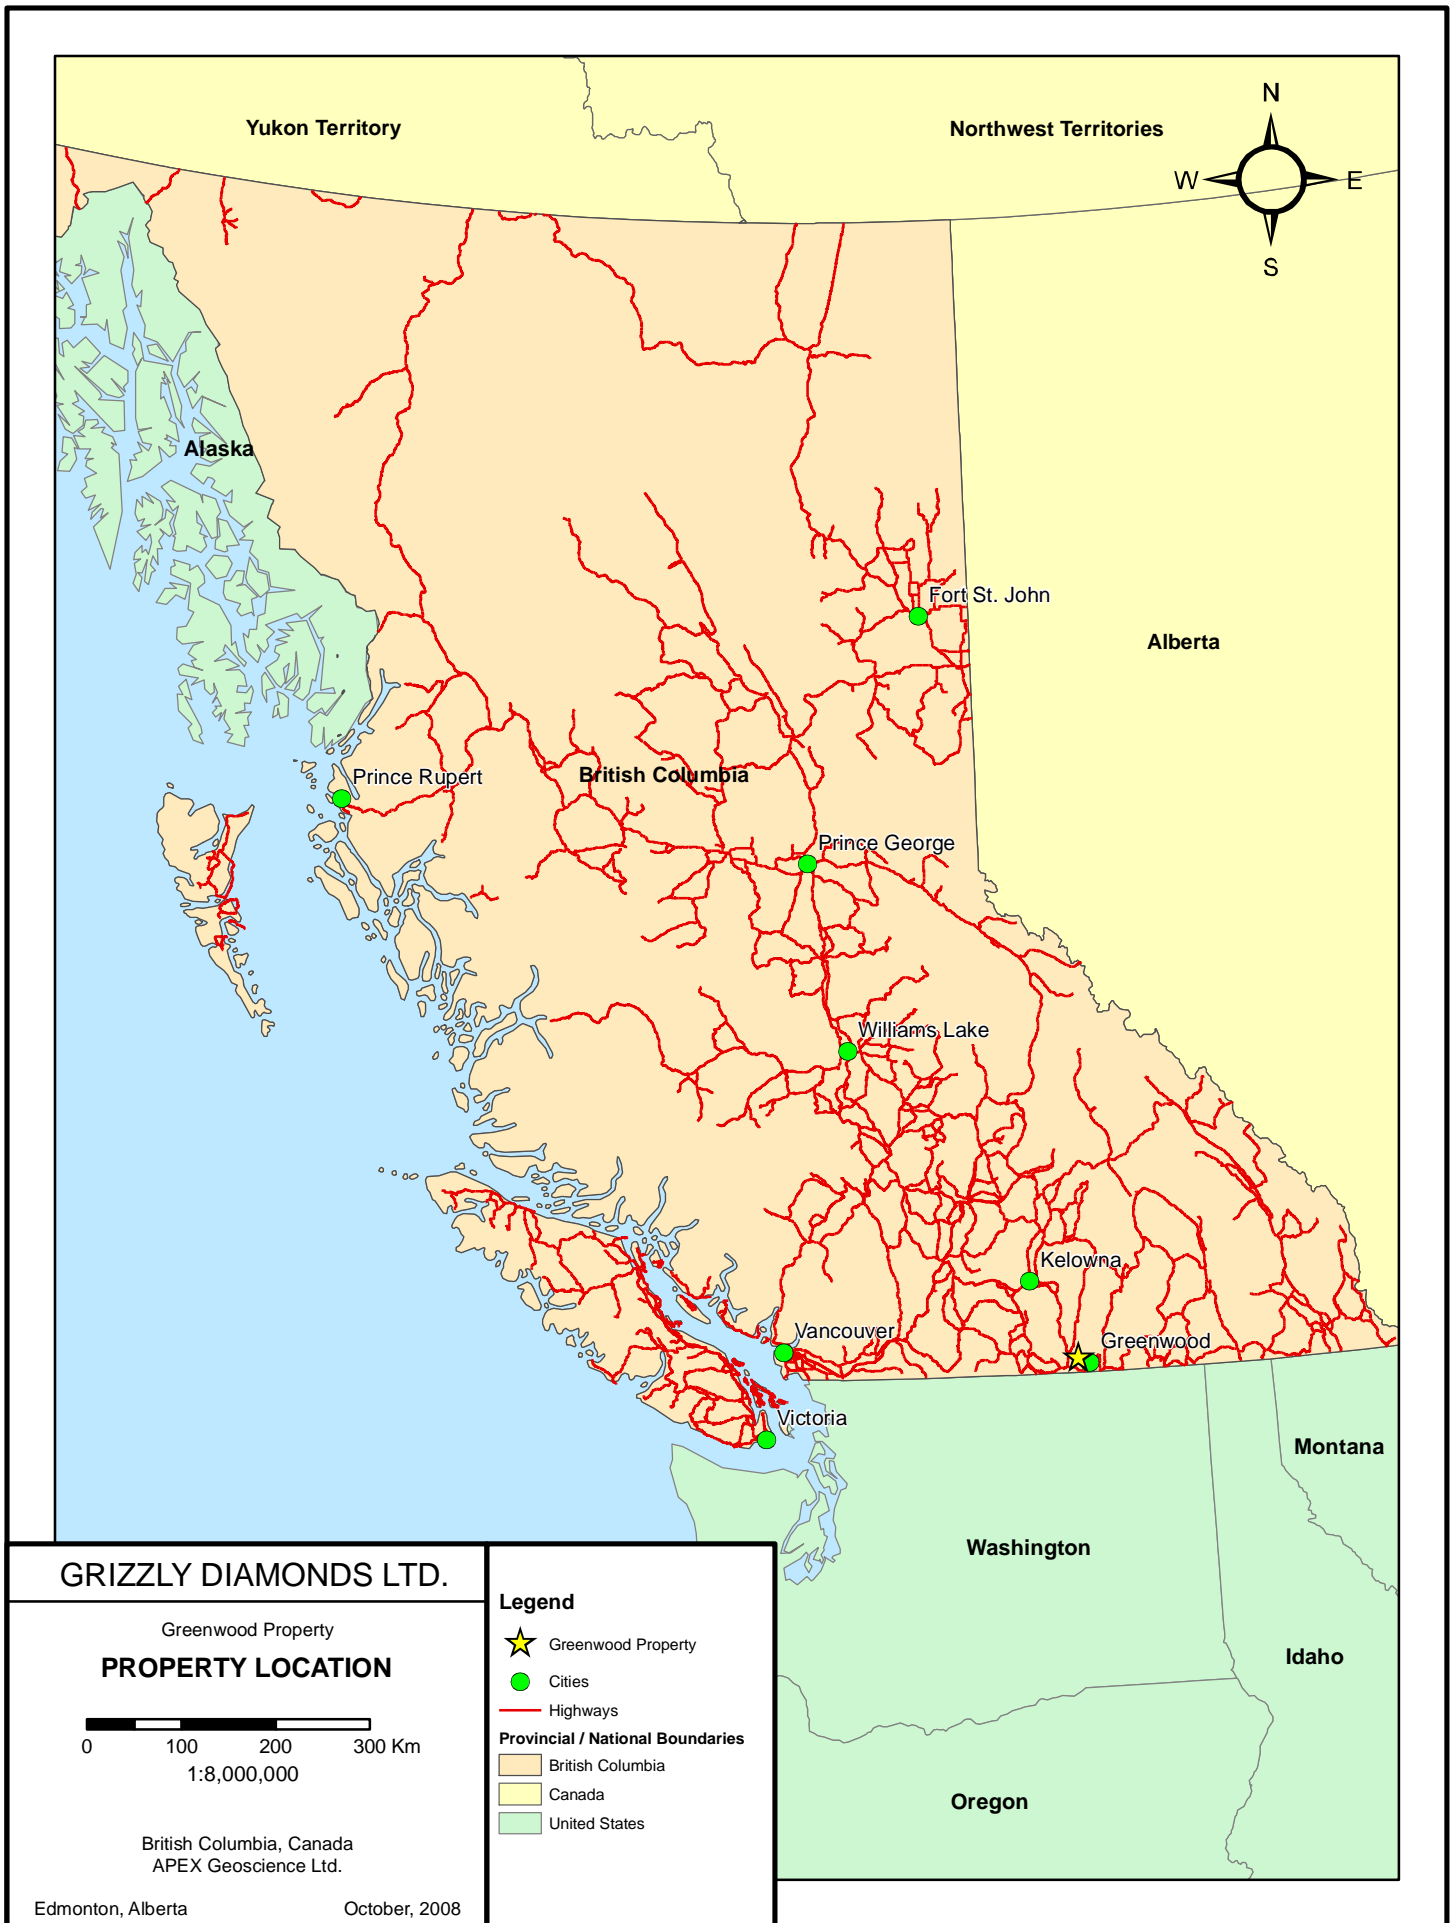 Yukon Territory
Northwest Territories
N
W
E
S
Alaska
Fort St. John
Alberta
Prince Rupert
British Columbia
Prince George
Williams Lake
Kelowna
Vancouver
Greenwood
Victoria
Montana
Washington
Idaho
Oregon
GRIZZLY DIAMONDS LTD.
Greenwood Property
PROPERTY LOCATION
0 100 200 300 Km
1:8,000,000
British Columbia, Canada
APEX Geoscience Ltd.
Edmonton, Alberta October, 2008
Legend
Greenwood Property
Cities
Highways
Provincial / National Boundaries
British Columbia
Canada
United States